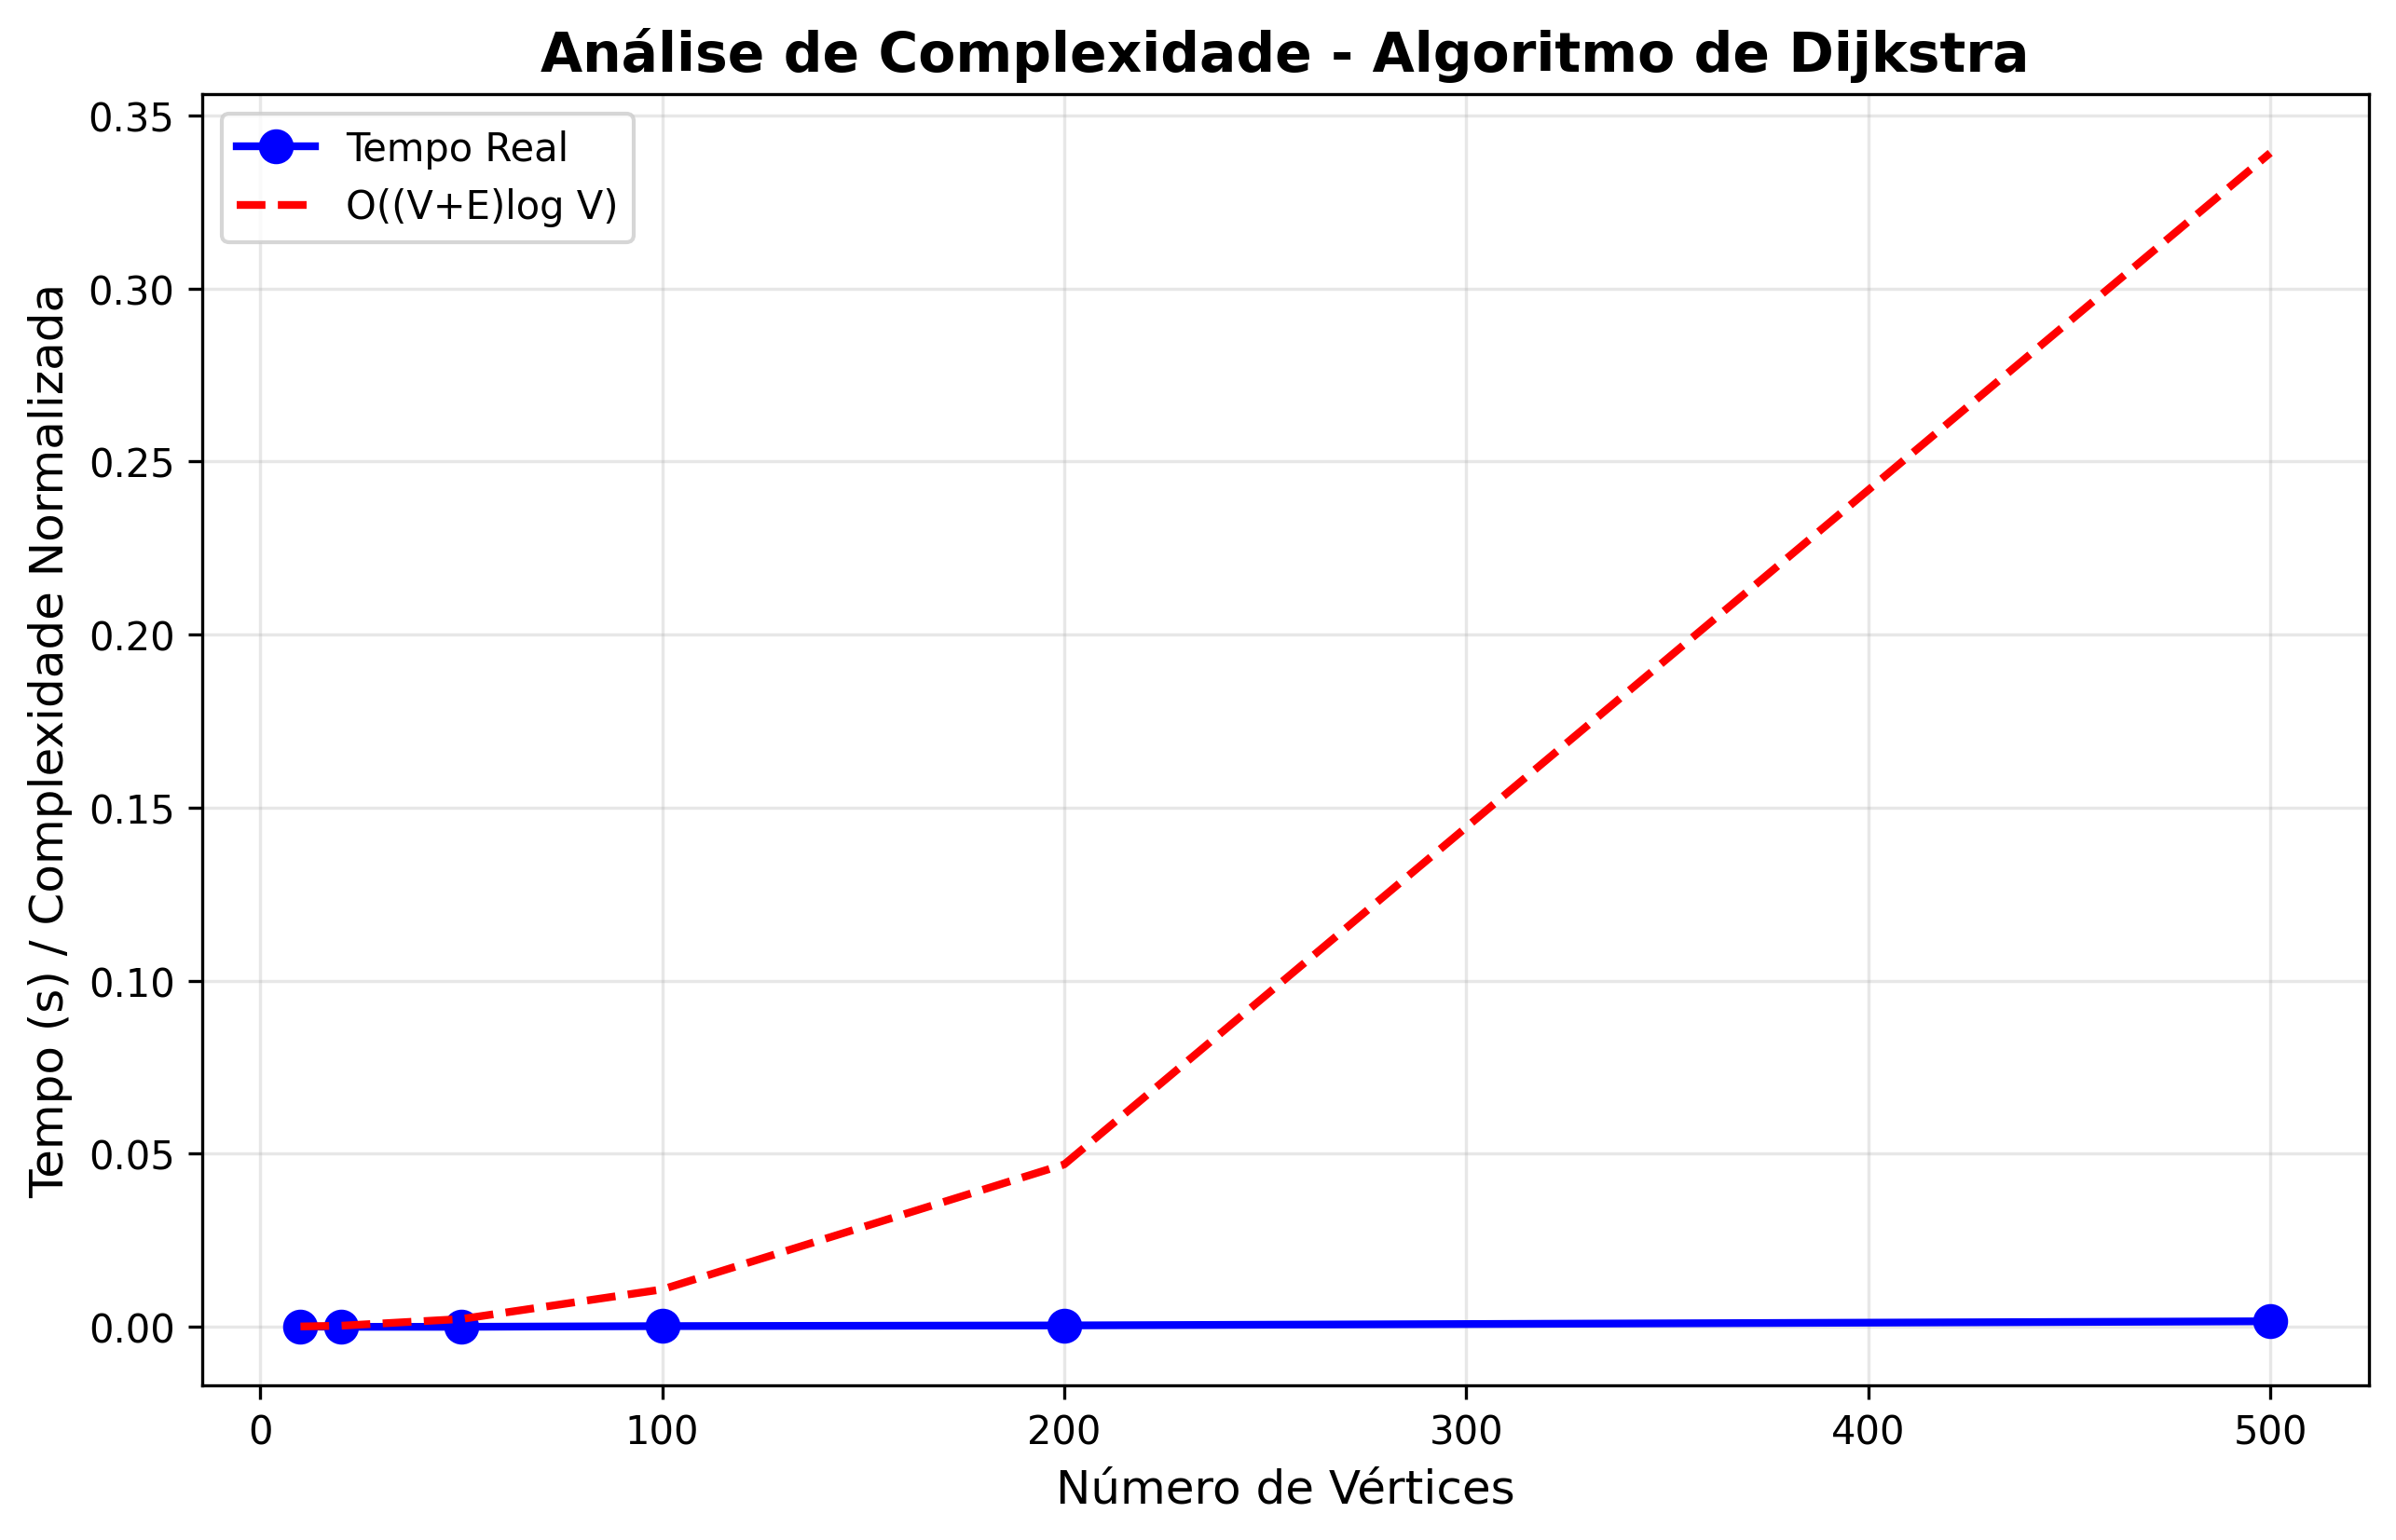 Análise de Complexidade - Algoritmo de Dijkstra
Tempo Real
O((V+E)log V)
Tempo (s) / Complexidade Normalizada
0.35
0.30
0.25
0.20
0.15
0.10
0.05
0.00
0 100 200 300 400 500
Número de Vértices